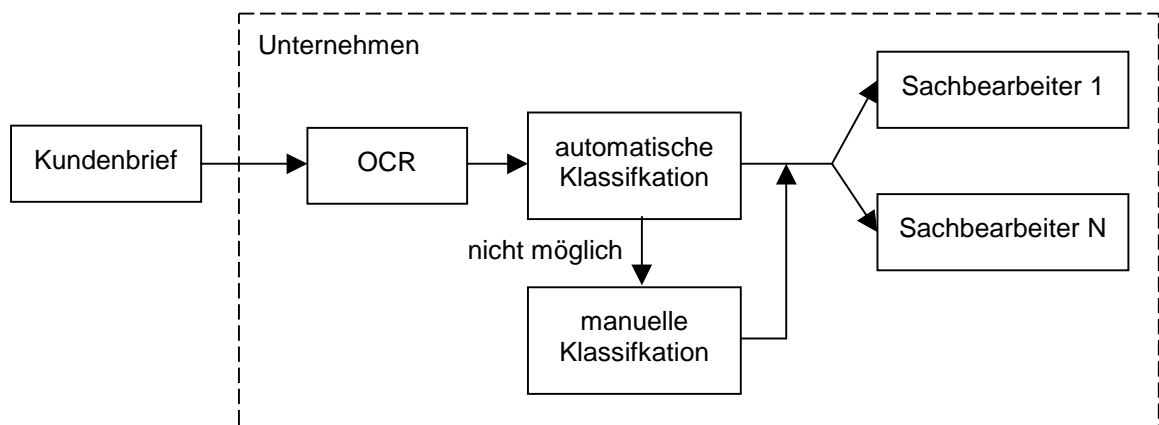 Unternehmen
Kundenbrief
OCR
automatische
Klassifkation
nicht möglich
manuelle
Klassifkation
Sachbearbeiter 1
Sachbearbeiter N